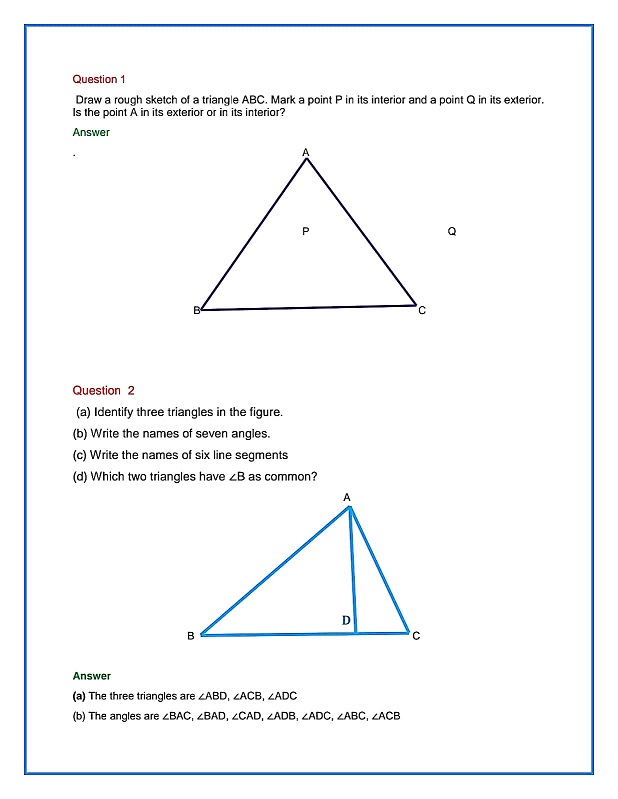 Question 1
Draw a rough sketch of a triangle ABC. Mark a point P in its interior and a point Q in its exterior.
Is the point A in its exterior or in its interior?
Answer
.
A
P
Q
B
C
Question 2
(a) Identify three triangles in the figure.
(b) Write the names of seven angles.
(c) Write the names of six line segments
(d) Which two triangles have ∠B as common?
A
D
B
C
Answer
(a) The three triangles are ∠ABD, ∠ACB, ∠ADC
(b) The angles are ∠BAC, ∠BAD, ∠CAD, ∠ADB, ∠ADC, ∠ABC, ∠ACB